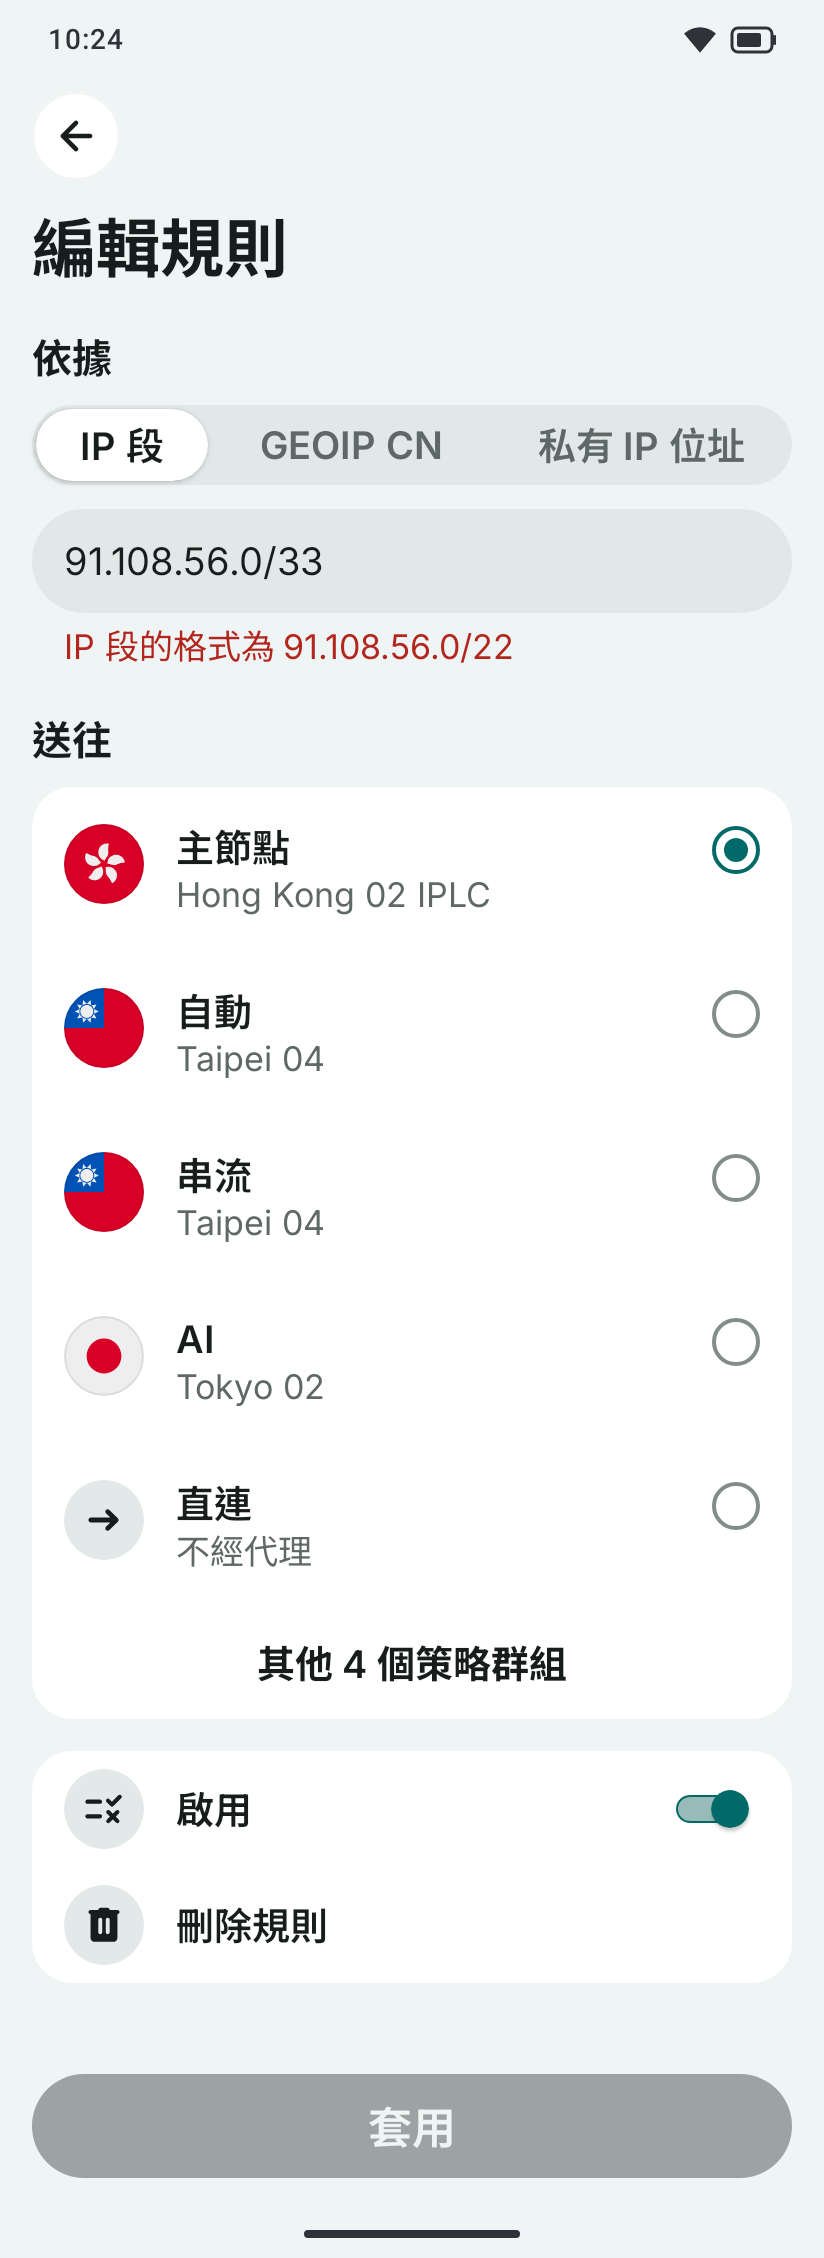 10:24
編輯規則
依據
IP 段
GEOIP CN
私有 IP 位址
91.108.56.0/33
IP 段的格式為 91.108.56.0/22
送往
主節點
Hong Kong 02 IPLC
自動
Taipei 04
串流
Taipei 04
AI
Tokyo 02
直連
不經代理
其他 4 個策略群組
啟用
刪除規則
套用